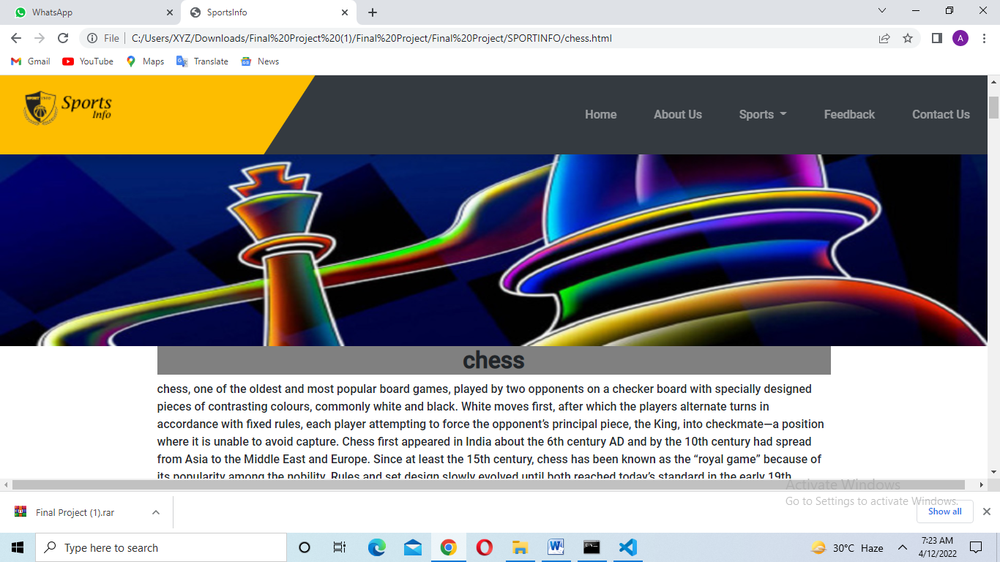 WhatsApp
SportsInfo
File
C:/Users/XYZ/Downloads/Final%20Project%20(1)/Final%20Project/Final%20Project/SPORTINFO/chess.html
A
Gmail
YouTube
Maps
Translate
News
Sports
Info
Home
About Us
Sports
Feedback
Contact Us
chess
chess, one of the oldest and most popular board games, played by two opponents on a checker board with specially designed
pieces of contrasting colours, commonly white and black. White moves first, after which the players alternate turns in
accordance with fixed rules, each player attempting to force the opponent’s principal piece, the King, into checkmate—a position
where it is unable to avoid capture. Chess first appeared in India about the 6th century AD and by the 10th century had spread
from Asia to the Middle East and Europe. Since at least the 15th century, chess has been known as the “royal game” because of
its popularity among the nobility. Rules and set design slowly evolved until both reached today’s standard in the early 19th
Activate Windows
Go to Settings to activate Windows.
Final Project (1).rar
Show all
Type here to search
30°C Haze
7:23 AM
4/12/2022